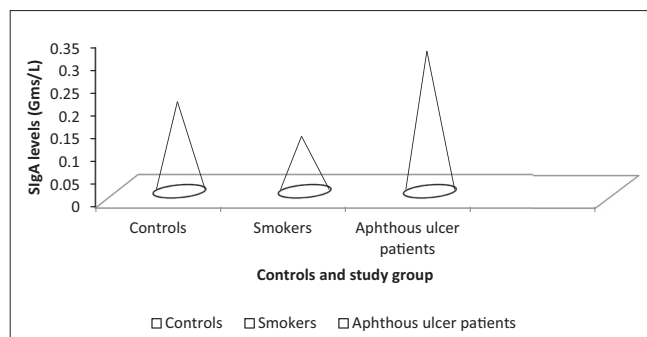 0.35
0.3
0.25
0.2
0.15
0.1
0.05
0
SIgA levels (Gms/L)
Controls
Smokers
Aphthous ulcer
patients
Controls and study group
Controls Smokers Aphthous ulcer patients